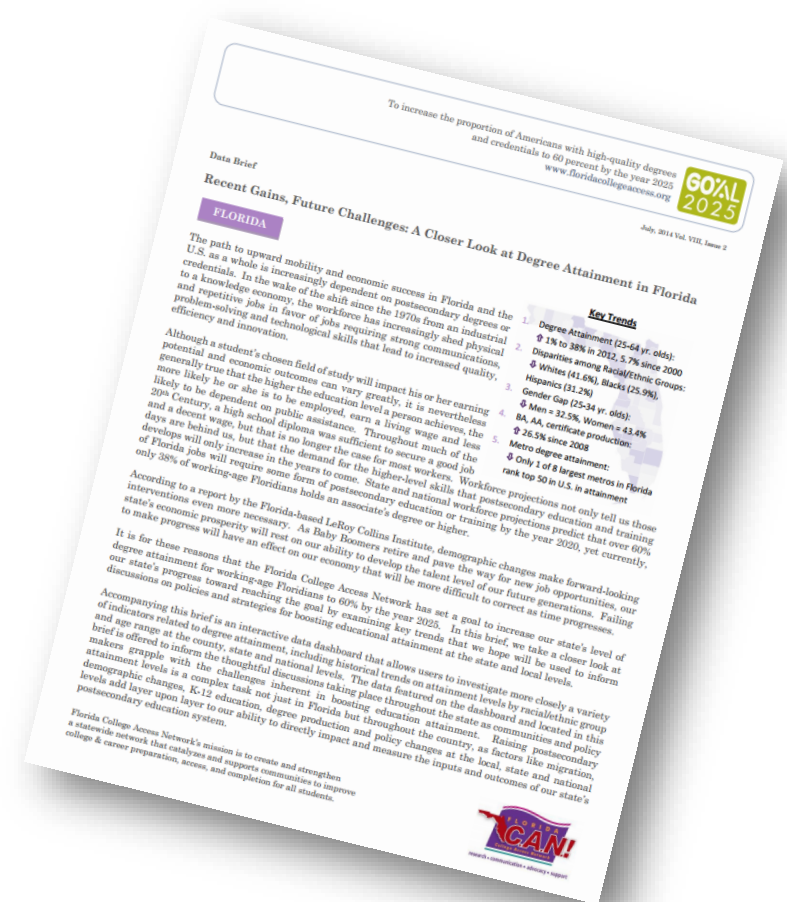 To increase the proportion of Americans with high-quality degrees
and credentials to 60 percent by the year 2025
www.floridacollegeaccess.org
GOAL
2025
Data Brief
July, 2014 Vol. VIII, Issue 2
Recent Gains, Future Challenges: A Closer Look at Degree Attainment in Florida
FLORIDA
The path to upward mobility and economic success in Florida and the
U.S. as a whole is increasingly dependent on postsecondary degrees or
credentials. In the wake of the shift since the 1970s from an industrial
to a knowledge economy, the workforce has increasingly shed physical
and repetitive jobs in favor of jobs requiring strong communications,
problem-solving and technological skills that lead to increased quality,
efficiency and innovation.
Key Trends
1. Degree Attainment (25-64 yr. olds):
⇧ 1% to 38% in 2012, 5.7% since 2000
2. Disparities among Racial/Ethnic Groups:
⇩ Whites (41.6%), Blacks (25.9%),
Hispanics (31.2%)
3. Gender Gap (25-34 yr. olds):
⇩ Men = 32.5%, Women = 43.4%
4. BA, AA, certificate production:
⇧ 26.5% since 2008
5. Metro degree attainment:
⇩ Only 1 of 8 largest metros in Florida
rank top 50 in U.S. in attainment
Although a student's chosen field of study will impact his or her earning
potential and economic outcomes can vary greatly, it is nevertheless
generally true that the higher the education level a person achieves, the
more likely he or she is to be employed, earn a living wage and less
likely to be dependent on public assistance. Throughout much of the
20th Century, a high school diploma was sufficient to secure a good job
and a decent wage, but that is no longer the case for most workers. Workforce projections not only tell us those
days are behind us, but that the demand for the higher-level skills that postsecondary education and training
develops will only increase in the years to come. State and national workforce projections predict that over 60%
of Florida jobs will require some form of postsecondary education or training by the year 2020, yet currently,
only 38% of working-age Floridians holds an associate's degree or higher.
According to a report by the Florida-based LeRoy Collins Institute, demographic changes make forward-looking
interventions even more necessary. As Baby Boomers retire and pave the way for new job opportunities, our
state's economic prosperity will rest on our ability to develop the talent level of our future generations. Failing
to make progress will have an effect on our economy that will be more difficult to correct as time progresses.
It is for these reasons that the Florida College Access Network has set a goal to increase our state's level of
degree attainment for working-age Floridians to 60% by the year 2025. In this brief, we take a closer look at
our state's progress toward reaching the goal by examining key trends that we hope will be used to inform
discussions on policies and strategies for boosting educational attainment at the state and local levels.
Accompanying this brief is an interactive data dashboard that allows users to investigate more closely a variety
of indicators related to degree attainment, including historical trends on attainment levels by racial/ethnic group
and age range at the county, state and national levels. The data featured on the dashboard and located in this
brief is offered to inform the thoughtful discussions taking place throughout the state as communities and policy
makers grapple with the challenges inherent in boosting education attainment. Raising postsecondary
attainment levels is a complex task not just in Florida but throughout the country, as factors like migration,
demographic changes, K-12 education, degree production and policy changes at the local, state and national
levels add layer upon layer to our ability to directly impact and measure the inputs and outcomes of our state's
postsecondary education system.
Florida College Access Network's mission is to create and strengthen
a statewide network that catalyzes and supports communities to improve
college & career preparation, access, and completion for all students.
FLORIDA
CAN!
College Access Network
research • communication • advocacy • support